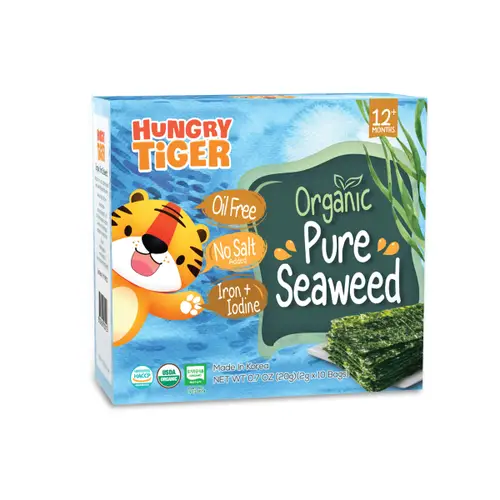 HUNGRY
TiGER
12+
MONTHS
Organic
Pure
Seaweed
Oil Free
No Salt
Added
Iron +
Iodine
HACCP
USDA
ORGANIC
Made in Korea
NET WT 0.7 OZ (20g) (2g x 10 Bags)